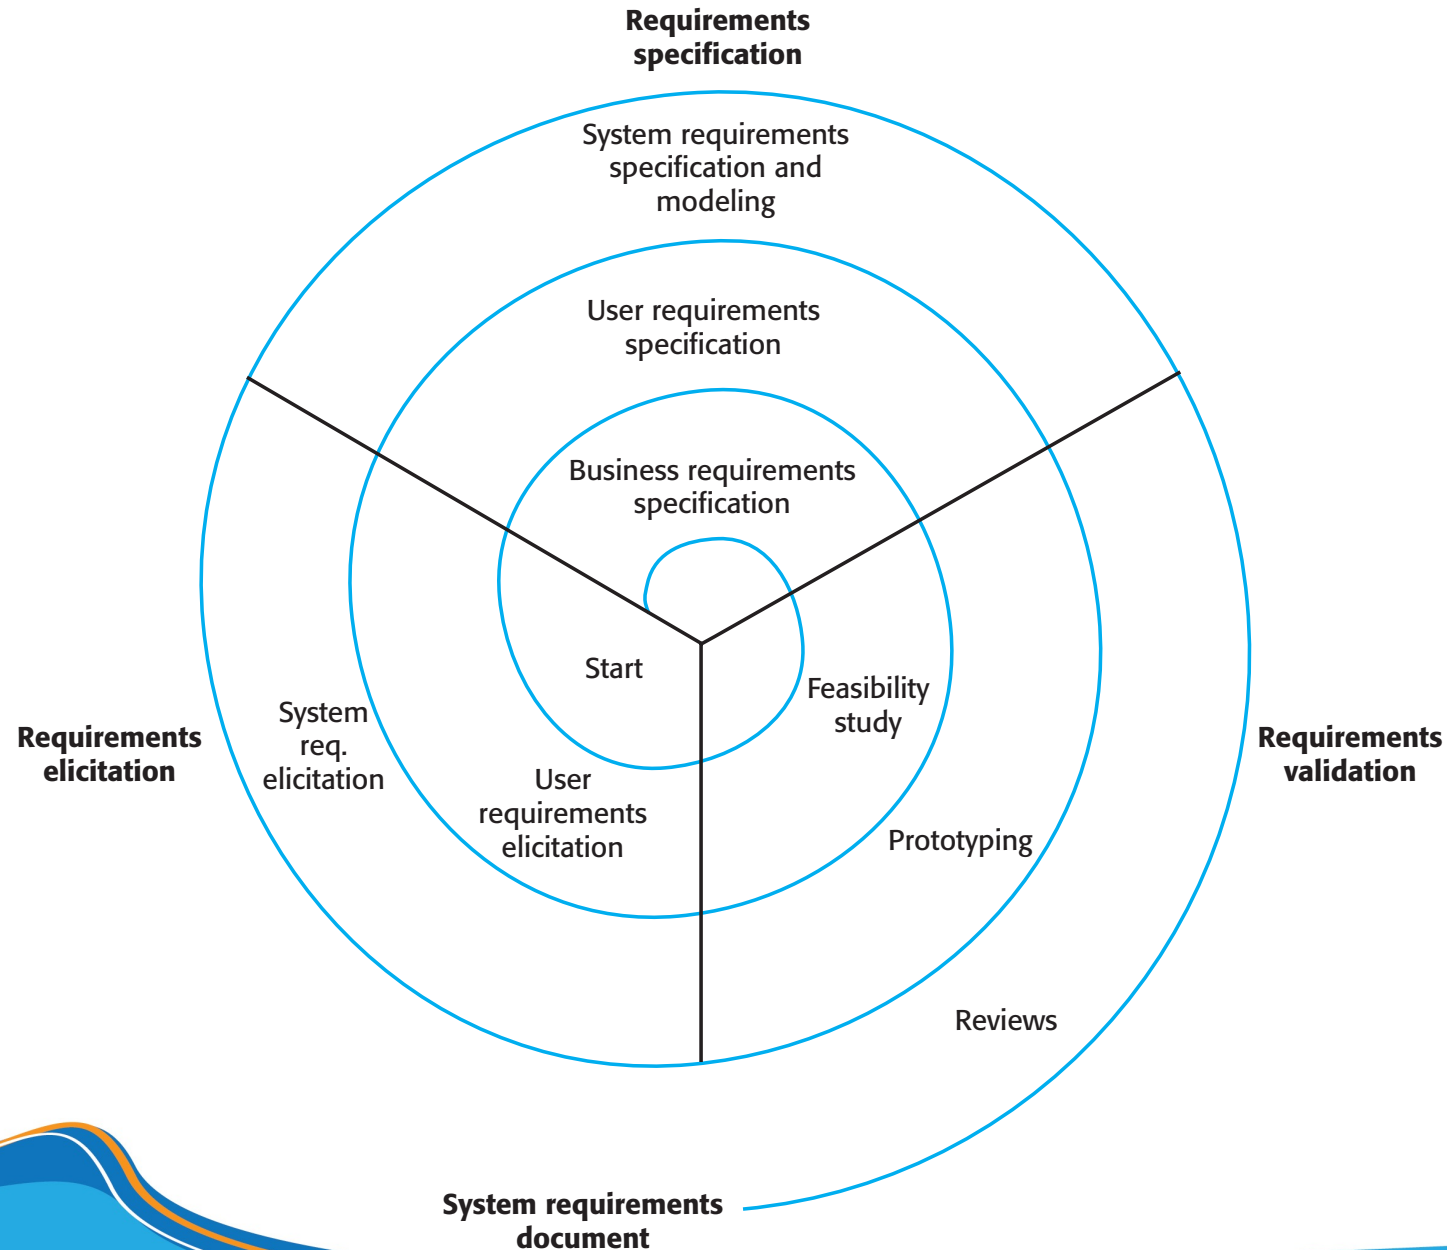 Requirements
specification
System requirements
specification and
modeling
User requirements
specification
Business requirements
specification
Start
Feasibility
study
System
req.
elicitation
Requirements
elicitation
Requirements
validation
User
requirements
elicitation
Prototyping
Reviews
System requirements
document